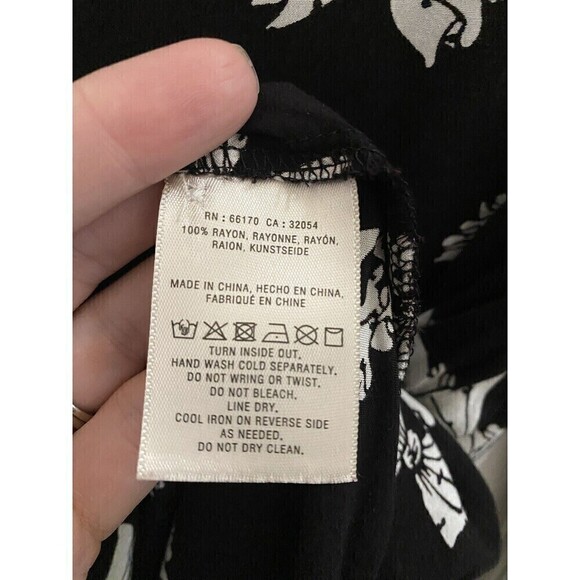 RN : 66170 CA : 32054
100% RAYON, RAYONNE, RAYÓN,
RAION, KUNSTSEIDE
MADE IN CHINA, HECHO EN CHINA,
FABRIQUÉ EN CHINE
TURN INSIDE OUT.
HAND WASH COLD SEPARATELY.
DO NOT WRING OR TWIST.
DO NOT BLEACH.
LINE DRY.
COOL IRON ON REVERSE SIDE
AS NEEDED.
DO NOT DRY CLEAN.